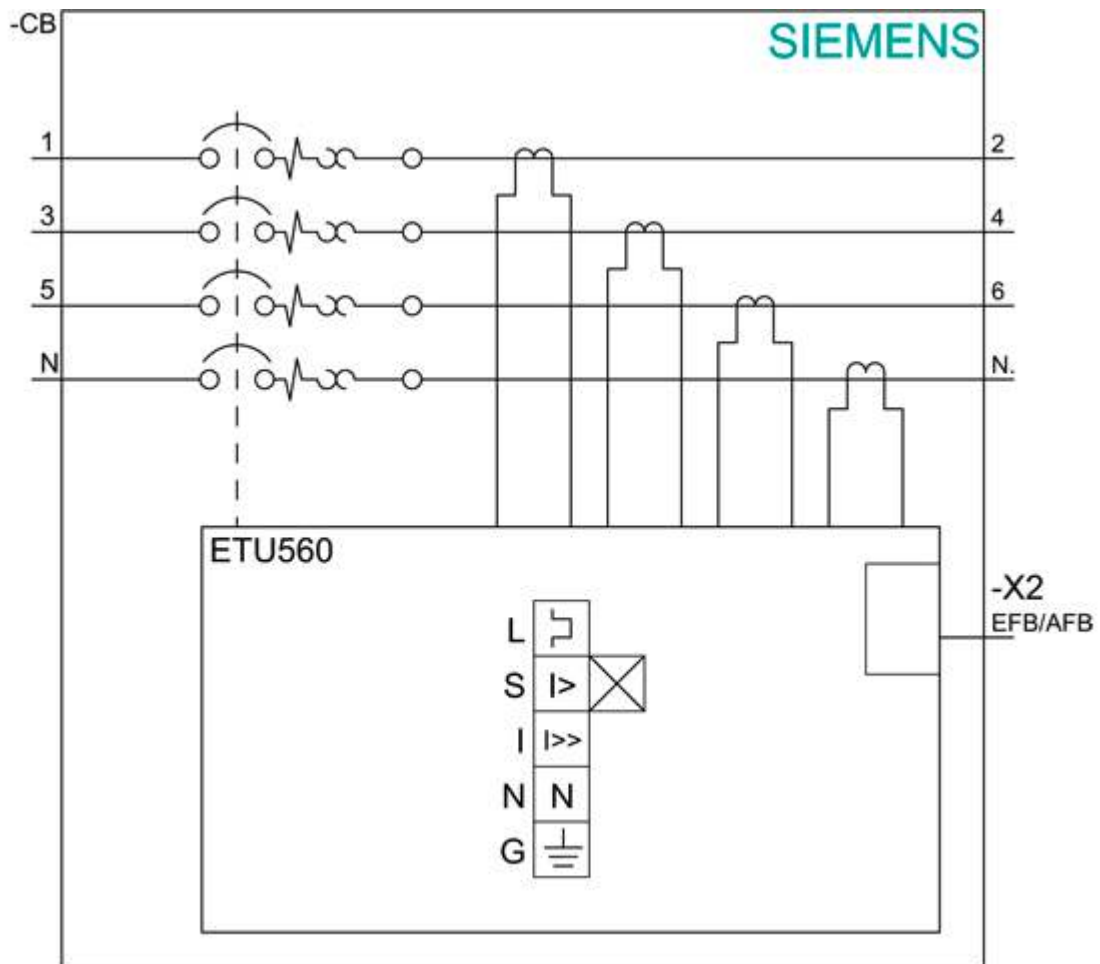 -CB
SIEMENS
1 2
3 4
5 6
N N.
ETU560
-X2
EFB/AFB
L
S I>
I I>>
N N
G